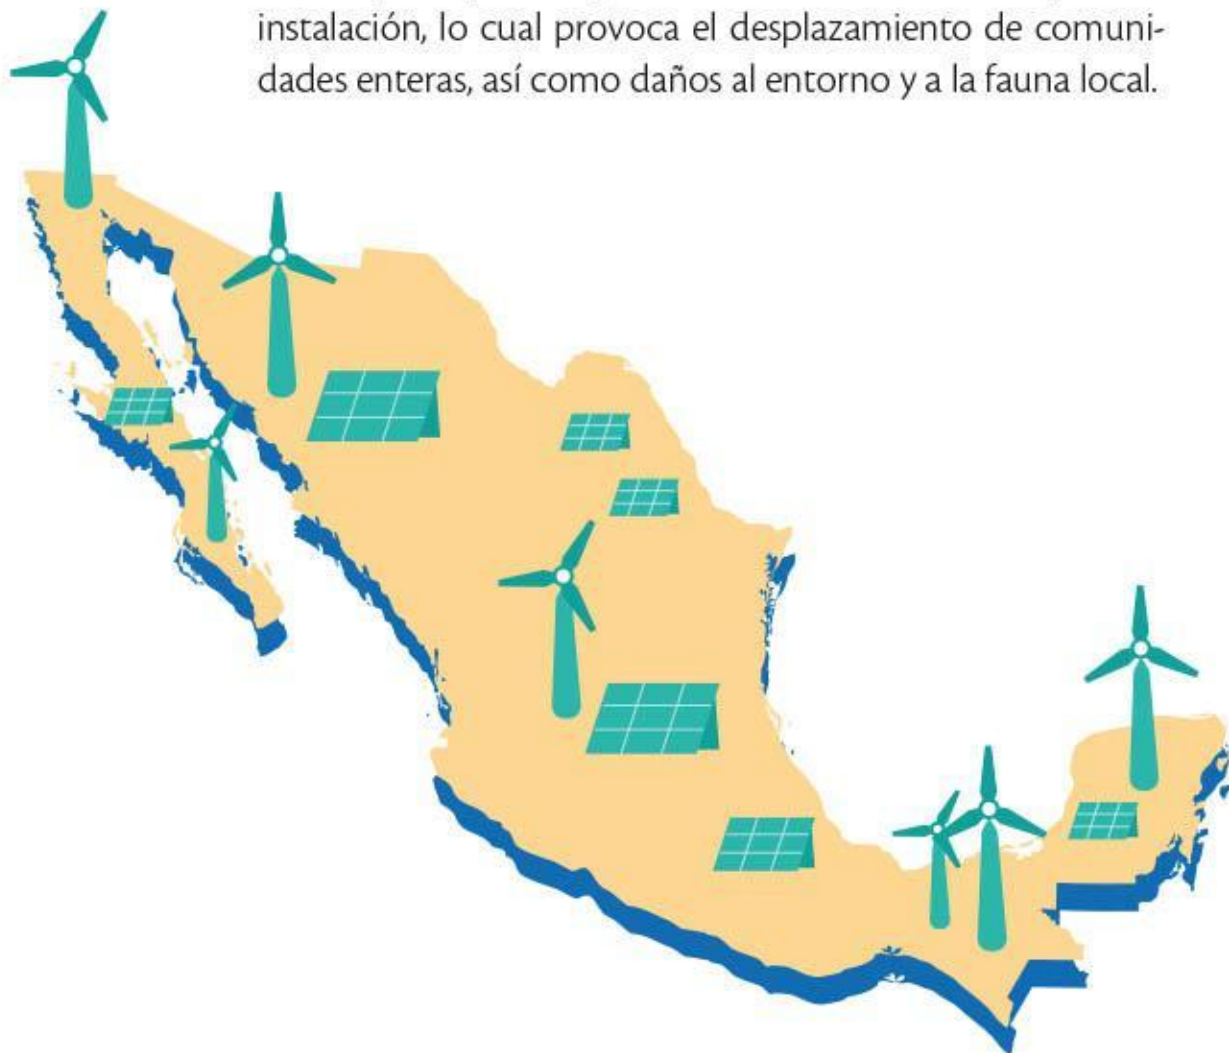 instalación, lo cual provoca el desplazamiento de comuni-
dades enteras, así como daños al entorno y a la fauna local.